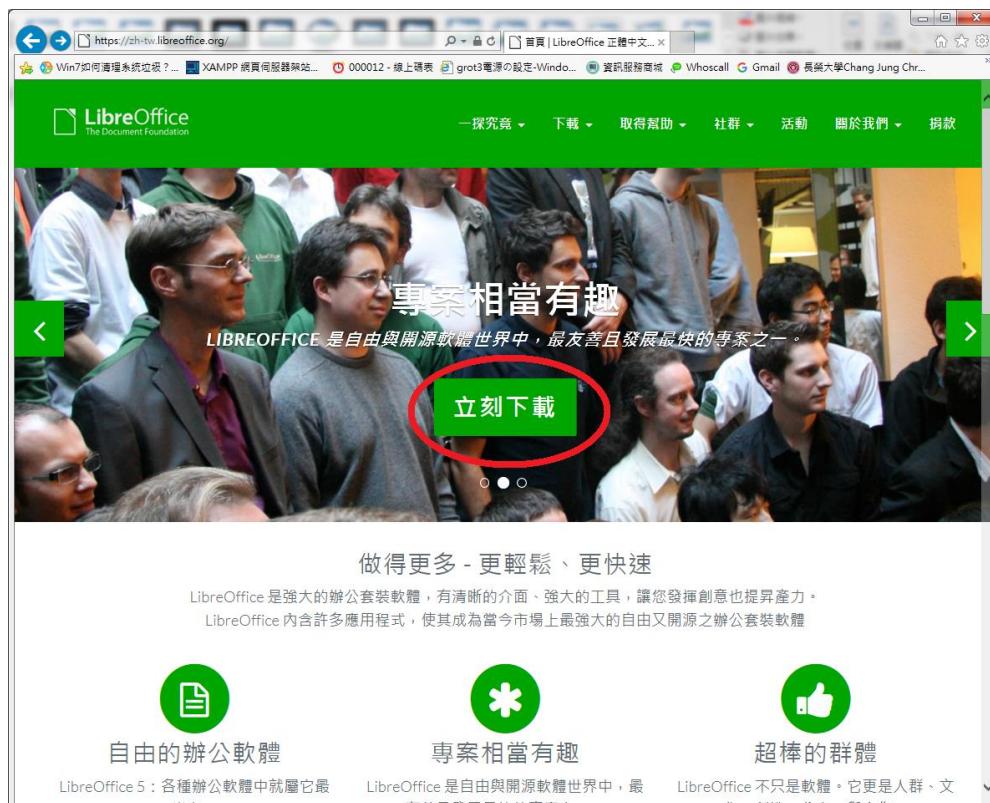 https://zh-tw.libreoffice.org/
首頁 | LibreOffice 正體中文...
Win7如何清理系统垃圾？... XAMPP 網頁伺服器架站... 000012 - 線上碼表 grot3電源の設定-Windo... 資訊服務商城 Whoscall Gmail 長榮大學Chang Jung Chr...
LibreOffice
The Document Foundation
一探究竟 下載 取得幫助 社群 活動 關於我們 捐款
專案相當有趣
LIBREOFFICE 是自由與開源軟體世界中，最友善且發展最快的專案之一。
立刻下載
做得更多 - 更輕鬆、更快速
LibreOffice 是強大的辦公套裝軟體，有清晰的介面、強大的工具，讓您發揮創意也提昇產力。
LibreOffice 內含許多應用程式，使其成為當今市場上最強大的自由又開源之辦公套裝軟體
自由的辦公軟體
LibreOffice 5：各種辦公軟體中就屬它最
專案相當有趣
LibreOffice 是自由與開源軟體世界中，最
超棒的群體
LibreOffice 不只是軟體。它更是人群、文